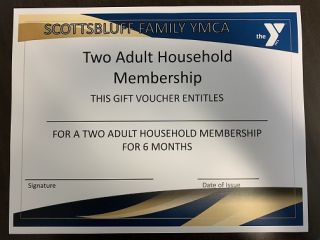 SCOTTSBLUFF FAMILY YMCA
the Y
Two Adult Household
Membership
THIS GIFT VOUCHER ENTITLES
FOR A TWO ADULT HOUSEHOLD MEMBERSHIP
FOR 6 MONTHS
Signature
Date of Issue